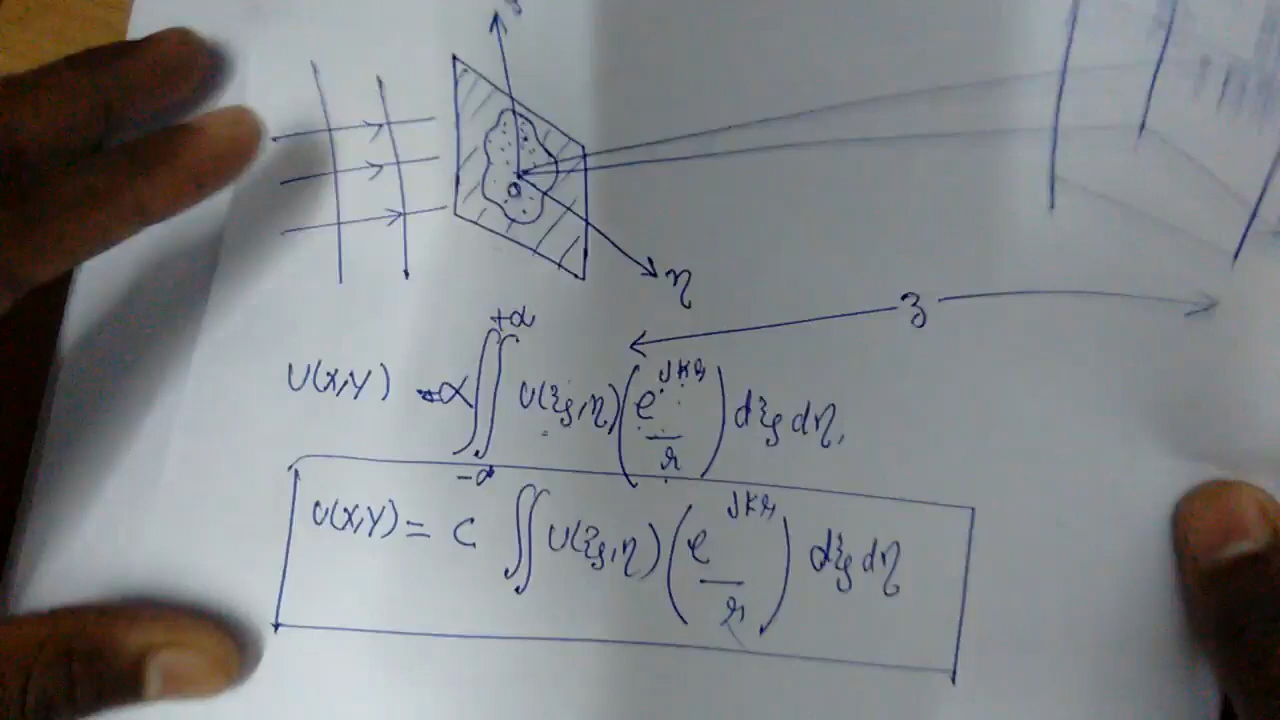 η
z
U(x,y) ∝ ∫∫ U(ξ,η) (e^{jkr}/r) dξ dη,
+α
-α
U(x,y) = C ∫∫ U(ξ,η) (e^{jkr}/r) dξ dη